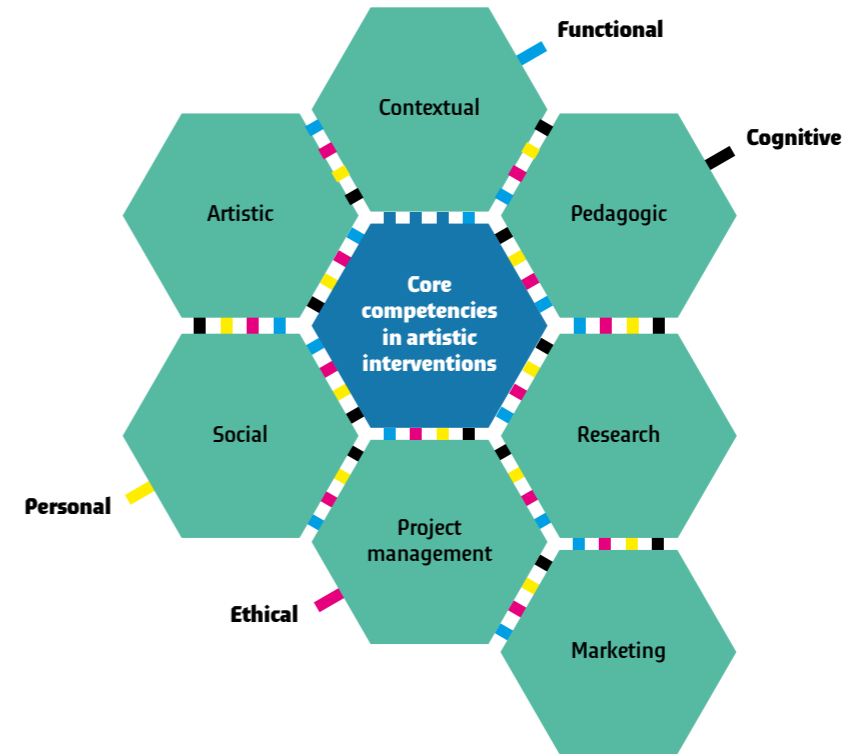 Functional
Contextual
Cognitive
Artistic
Pedagogic
Core
competencies
in artistic
interventions
Social
Research
Personal
Project
management
Ethical
Marketing